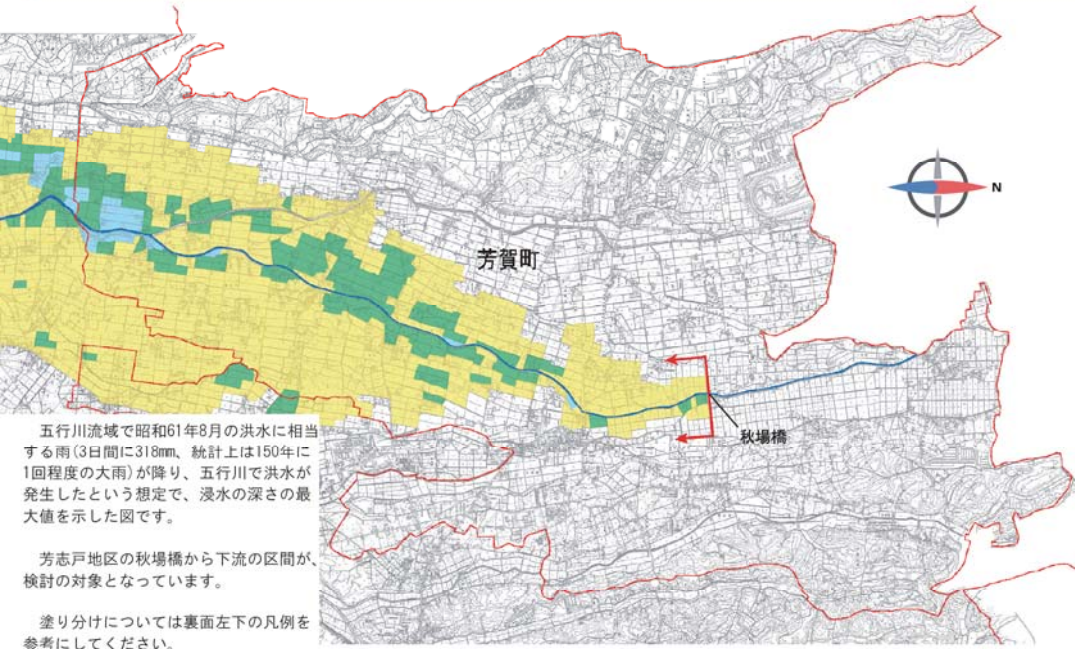 N
芳賀町
秋場橋
五行川流域で昭和61年8月の洪水に相当
する雨(3日間に318mm、統計上は150年に
1回程度の大雨)が降り、五行川で洪水が
発生したという想定で、浸水の深さの最
大値を示した図です。
芳志戸地区の秋場橋から下流の区間が、
検討の対象となっています。
塗り分けについては裏面左下の凡例を
参考にしてください。